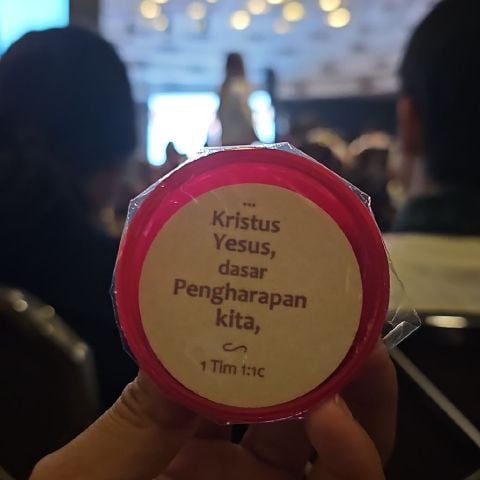 ...
Kristus
Yesus,
dasar
Pengharapan
kita,
1 Tim 1:1c